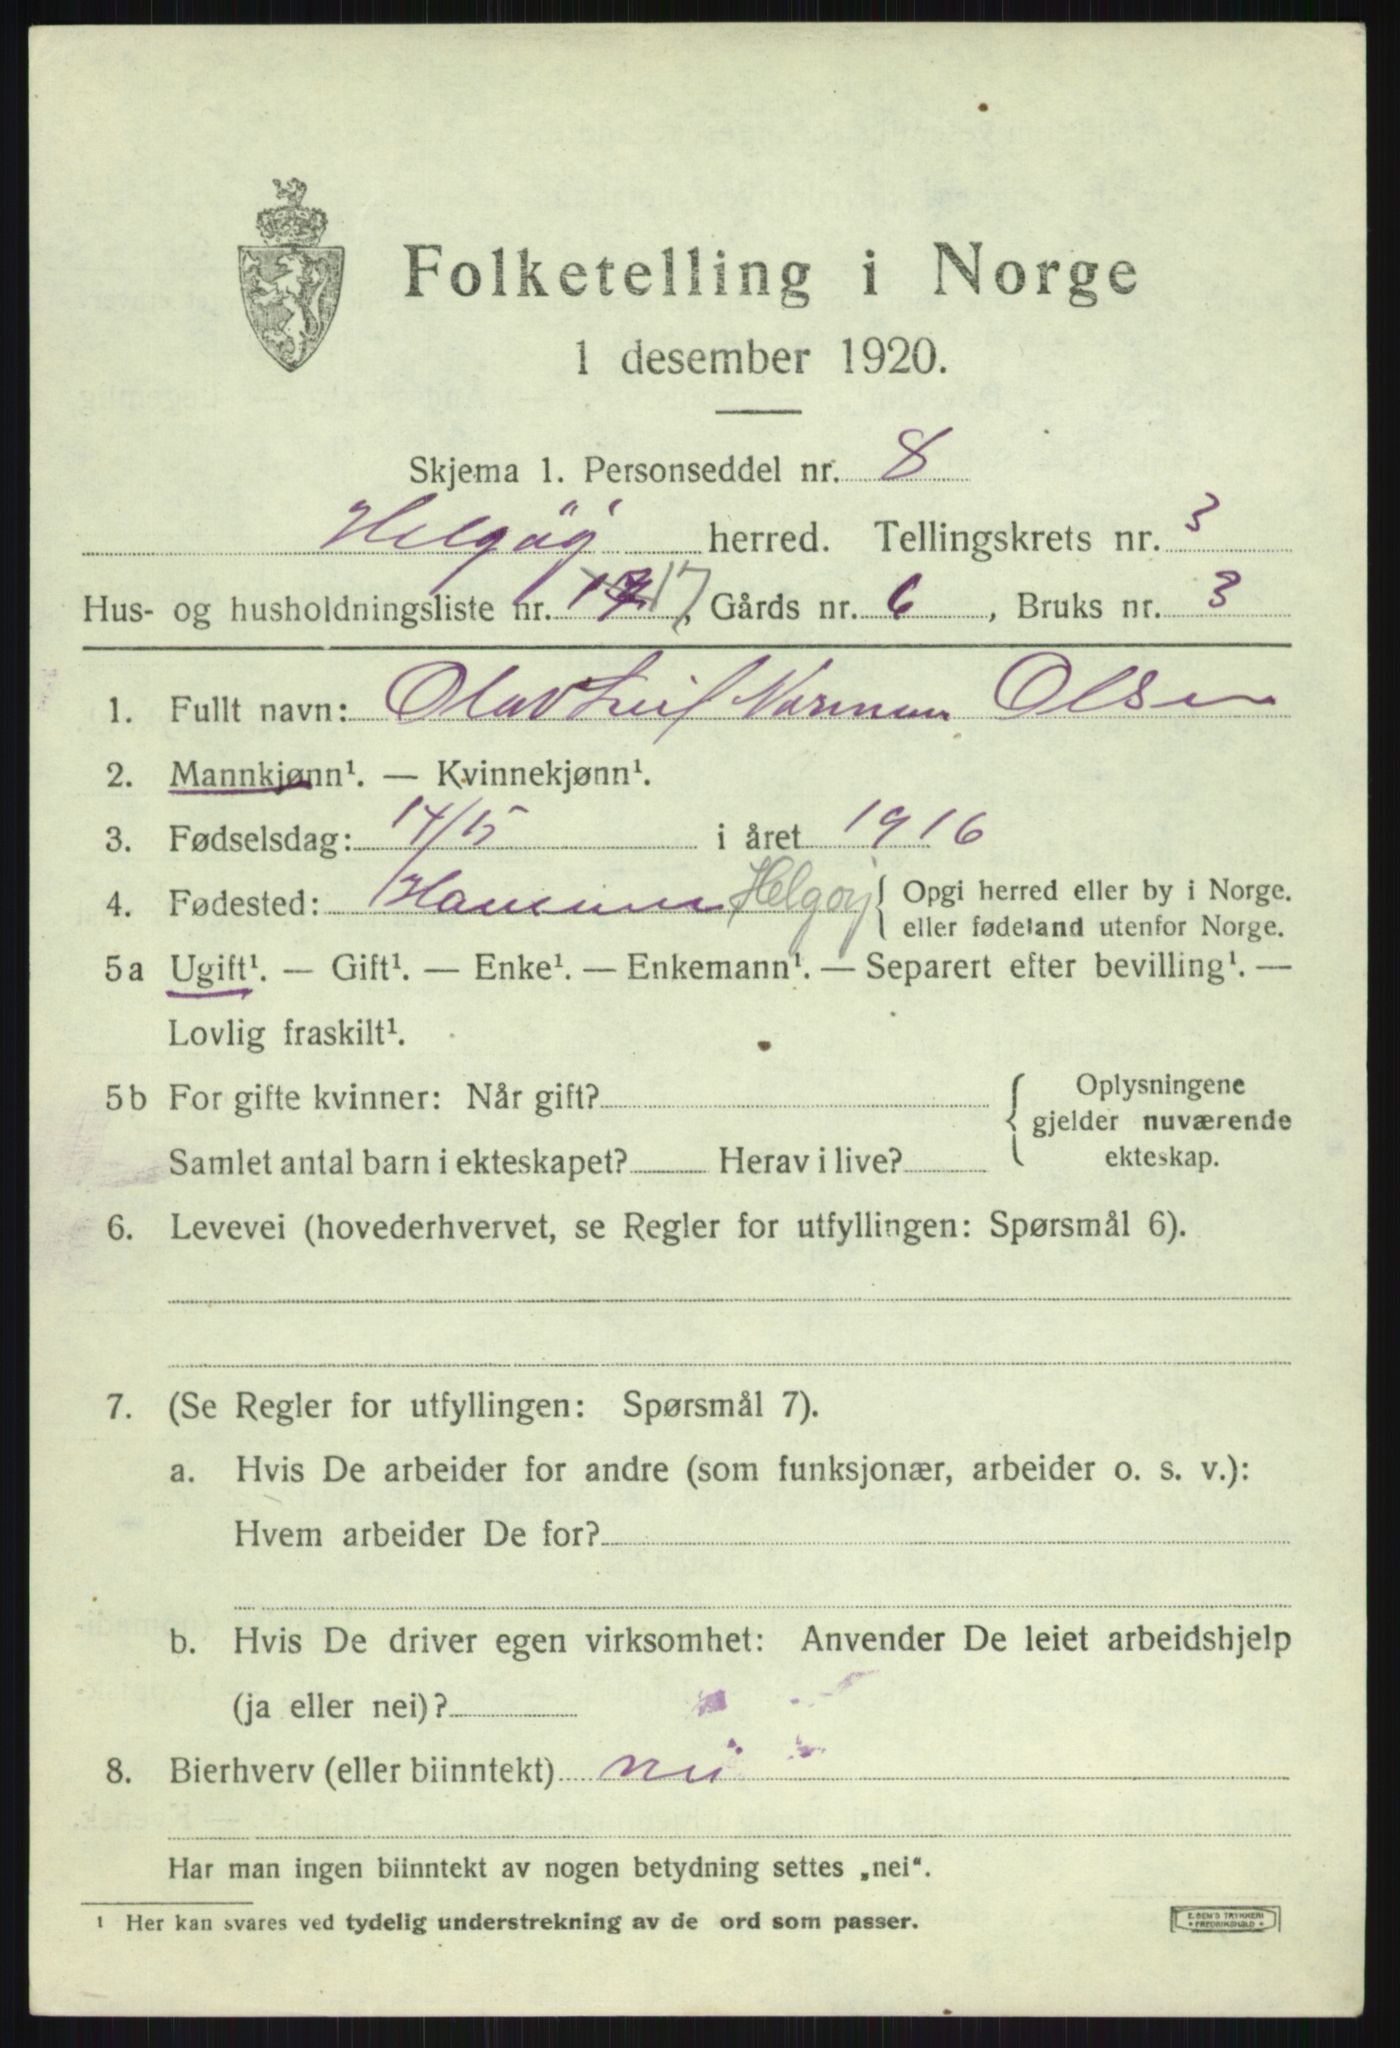 Folketelling i Norge
1 desember 1920.
Skjema 1. Personseddel nr. 8
Helgøy herred. Tellingskrets nr. 3
Hus- og husholdningsliste nr. 17, Gårds nr. 6, Bruks nr. 3
1. Fullt navn: Olav Leif Norman Olsen
2. Mannkjønn¹. — Kvinnekjønn¹.
3. Fødselsdag: 14/5 i året 1916
4. Fødested: Helgøy { Opgi herred eller by i Norge.
eller fødeland utenfor Norge.
5a Ugift¹. — Gift¹. — Enke¹. — Enkemann¹. — Separert efter bevilling¹. —
Lovlig fraskilt¹.
5b For gifte kvinner: Når gift? { Oplysningene
gjelder nuværende
Samlet antal barn i ekteskapet? Herav i live? ekteskap.
6. Levevei (hovederhvervet, se Regler for utfyllingen: Spørsmål 6).
7. (Se Regler for utfyllingen: Spørsmål 7).
a. Hvis De arbeider for andre (som funksjonær, arbeider o. s. v.):
Hvem arbeider De for?
b. Hvis De driver egen virksomhet: Anvender De leiet arbeidshjelp
(ja eller nei)?
8. Bierhverv (eller biinntekt) nei
Har man ingen biinntekt av nogen betydning settes „nei“.
¹ Her kan svares ved tydelig understrekning av de ord som passer.
E. SEM'S TRYKKERI
FREDRIKSHALD